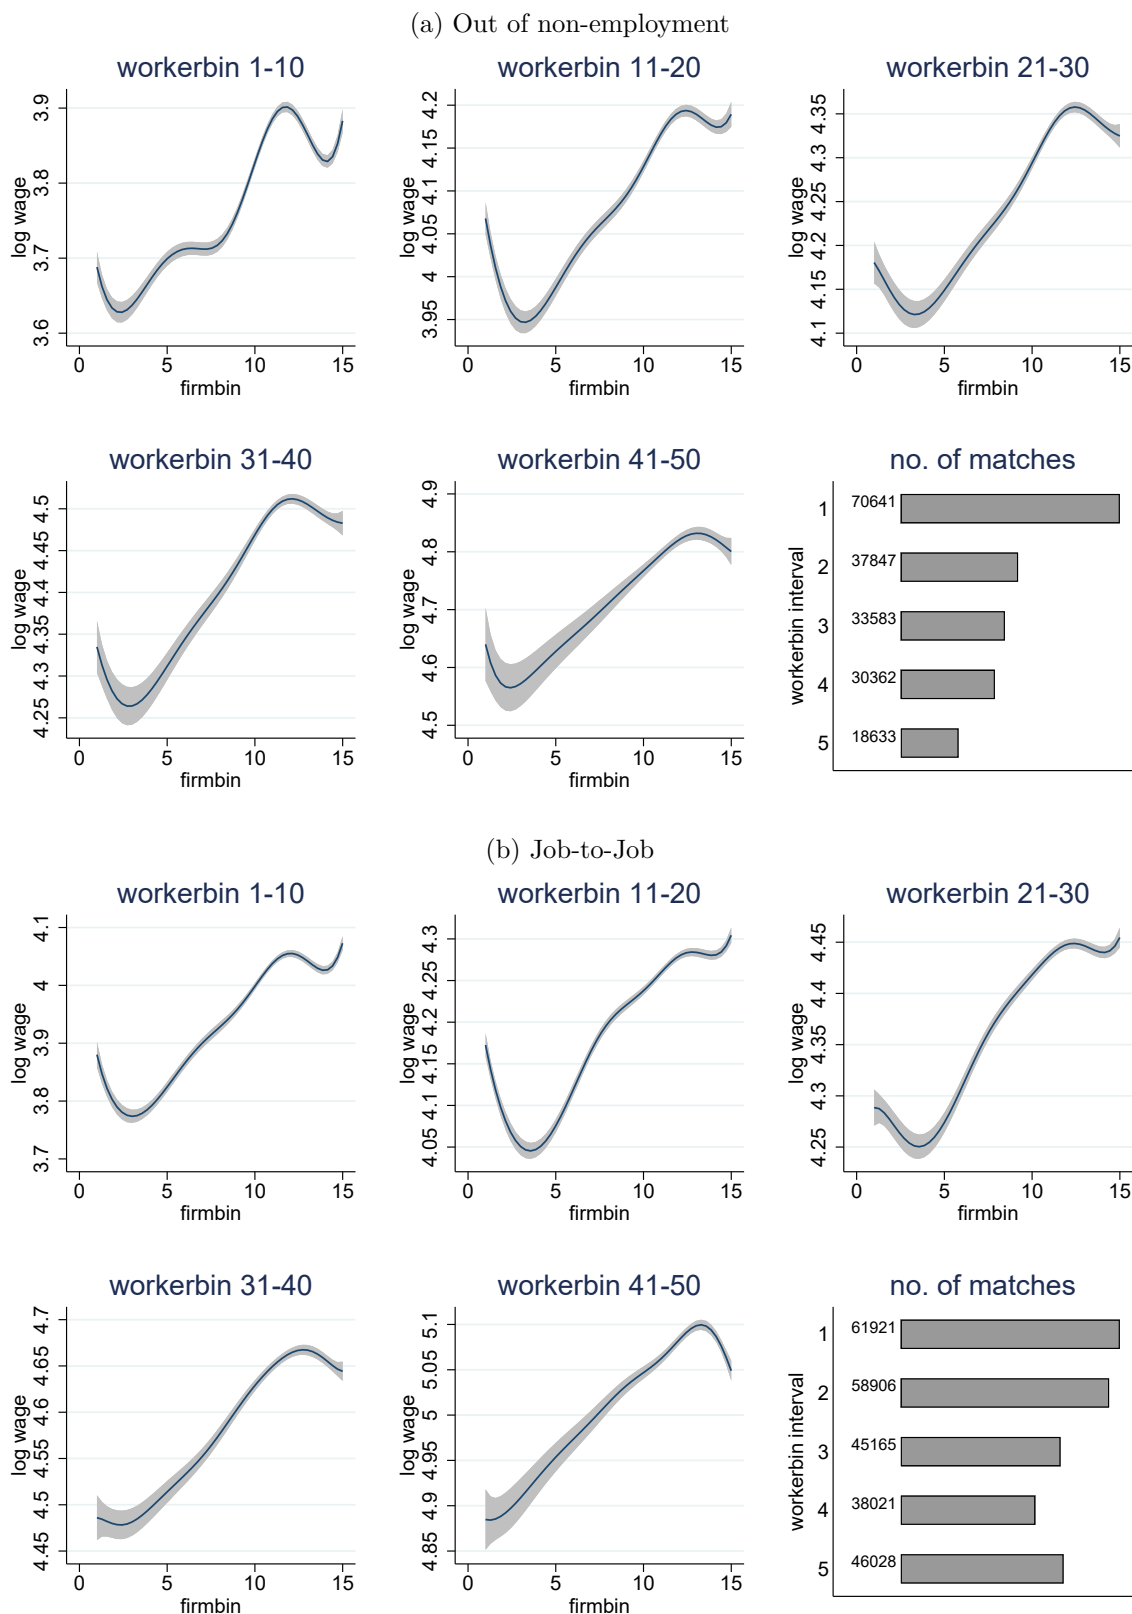 (a) Out of non-employment
workerbin 1-10
workerbin 11-20
workerbin 21-30
log wage
3.9
3.8
3.7
3.6
0 5 10 15
firmbin
log wage
4.2
4.15
4.1
4.05
4
3.95
0 5 10 15
firmbin
log wage
4.35
4.3
4.25
4.2
4.15
4.1
0 5 10 15
firmbin
workerbin 31-40
workerbin 41-50
no. of matches
log wage
4.5
4.45
4.4
4.35
4.3
4.25
0 5 10 15
firmbin
log wage
4.9
4.8
4.7
4.6
4.5
0 5 10 15
firmbin
workerbin interval
1 70641
2 37847
3 33583
4 30362
5 18633
(b) Job-to-Job
workerbin 1-10
workerbin 11-20
workerbin 21-30
log wage
4.1
4
3.9
3.8
3.7
0 5 10 15
firmbin
log wage
4.3
4.25
4.2
4.15
4.1
4.05
0 5 10 15
firmbin
log wage
4.45
4.4
4.35
4.3
4.25
0 5 10 15
firmbin
workerbin 31-40
workerbin 41-50
no. of matches
log wage
4.7
4.65
4.6
4.55
4.5
4.45
0 5 10 15
firmbin
log wage
5.1
5.05
5
4.95
4.9
4.85
0 5 10 15
firmbin
workerbin interval
1 61921
2 58906
3 45165
4 38021
5 46028